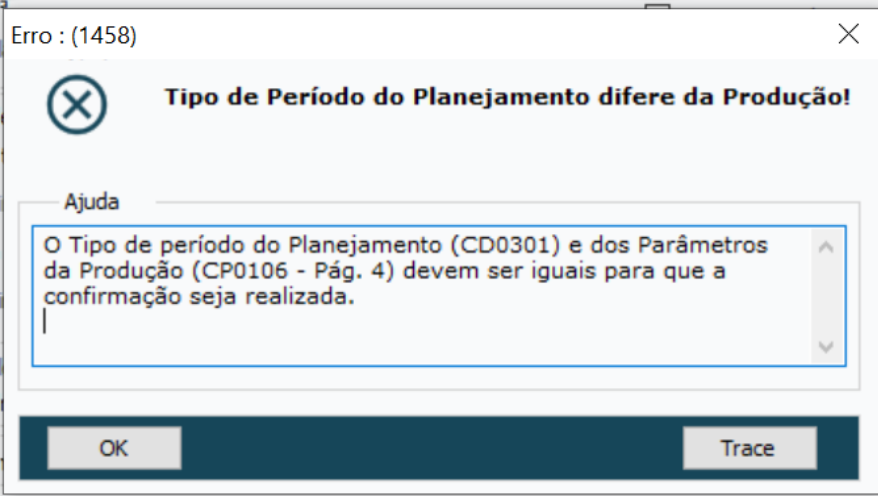 Erro : (1458)
Tipo de Período do Planejamento difere da Produção!
Ajuda
O Tipo de período do Planejamento (CD0301) e dos Parâmetros
da Produção (CP0106 - Pág. 4) devem ser iguais para que a
confirmação seja realizada.
OK
Trace